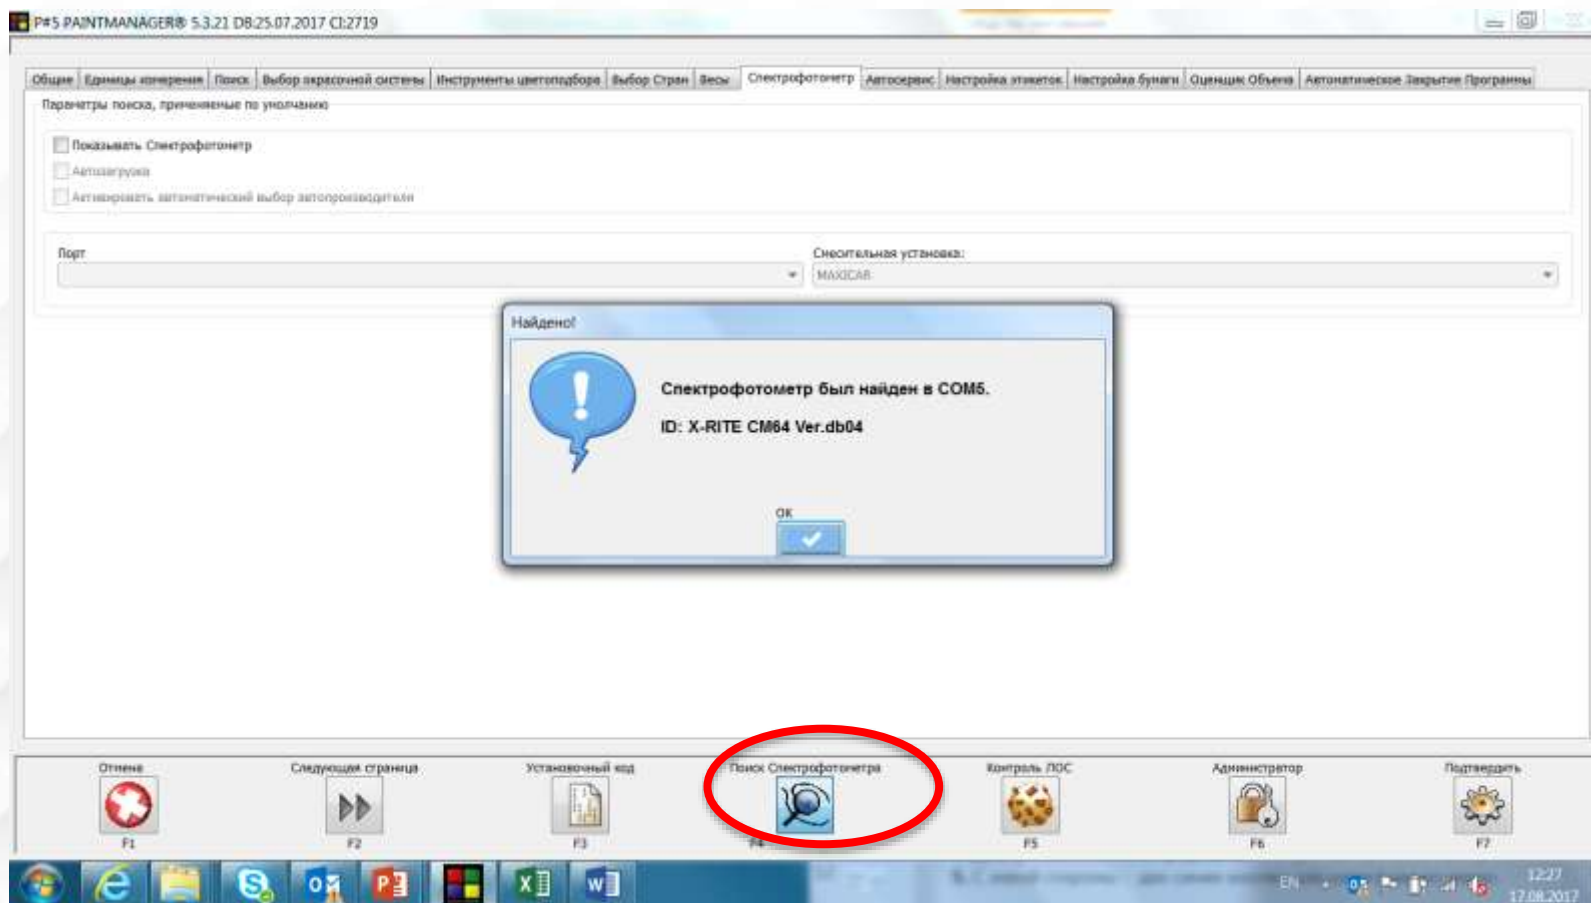 P#5 PAINTMANAGER® 5.3.21 DB:25.07.2017 CI:2719
Общие Единицы измерения Поиск Выбор окрасочной системы Инструменты цветоподбора Выбор Стран Весы Спектрофотометр Автосервис Настройка этикеток Настройка бумаги Оценщик Объема Автоматическое Закрытие Программы
Параметры поиска, применяемые по умолчанию
Показывать Спектрофотометр
Автозагрузка
Активировать автоматический выбор автопроизводителя
Порт Смесительная установка:
MAXICAR
Найдено!
Спектрофотометр был найден в COM5.
ID: X-RITE CM64 Ver.db04
OK
Отмена Следующая страница Установочный код Поиск Спектрофотометра Контроль ЛОС Администратор Подтвердить
F1 F2 F3 F4 F5 F6 F7
EN 12:27
17.08.2017